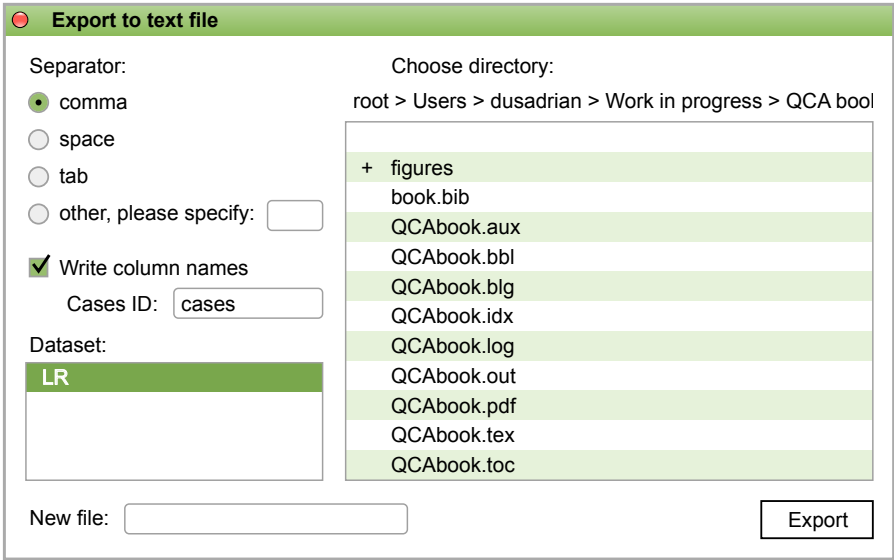 Export to text file
Separator:
comma
space
tab
other, please specify:
Write column names
Cases ID: cases
Dataset:
LR
Choose directory:
root > Users > dusadrian > Work in progress > QCA
+ figures
book.bib
QCAbook.aux
QCAbook.bbl
QCAbook.blg
QCAbook.idx
QCAbook.log
QCAbook.out
QCAbook.pdf
QCAbook.tex
QCAbook.toc
New file:
Export